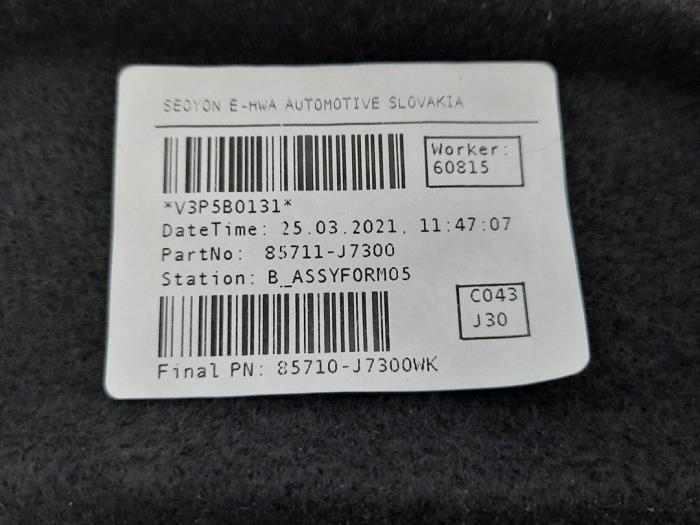 SEOYON E-HWA AUTOMOTIVE SLOVAKIA
Worker:
60815
*V3P5B0131*
DateTime: 25.03.2021, 11:47:07
PartNo: 85711-J7300
Station: B_ASSYFORM05
C043
J30
Final PN: 85710-J7300WK